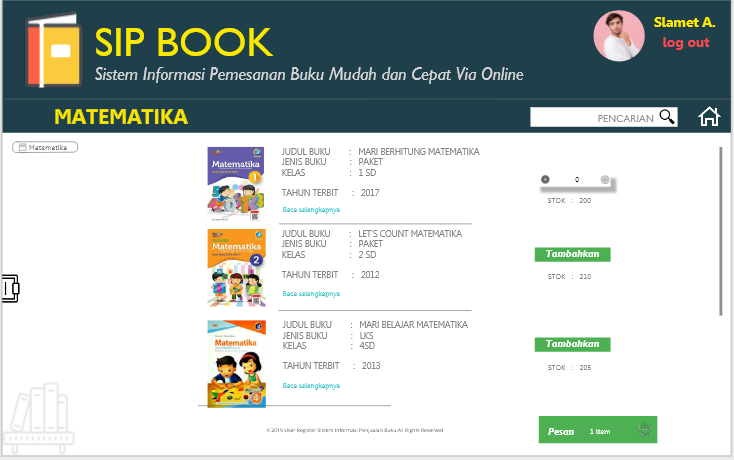 SIP BOOK
Sistem Informasi Pemesanan Buku Mudah dan Cepat Via Online
Slamet A.
log out
MATEMATIKA
PENCARIAN
Matematika
Matematika
1
JUDUL BUKU : MARI BERHITUNG MATEMATIKA
JENIS BUKU : PAKET
KELAS : 1 SD
TAHUN TERBIT : 2017
Baca selengkapnya
0
STOK : 200
Matematika
2
JUDUL BUKU : LET'S COUNT MATEMATIKA
JENIS BUKU : PAKET
KELAS : 2 SD
TAHUN TERBIT : 2012
Baca selengkapnya
Tambahkan
STOK : 210
Matematika
4
JUDUL BUKU : MARI BELAJAR MATEMATIKA
JENIS BUKU : LKS
KELAS : 4SD
TAHUN TERBIT : 2013
Baca selengkapnya
Tambahkan
STOK : 205
Pesan 1 Item
© 2019 User Register Sistem Informasi Penjualan Buku All Rights Reserved